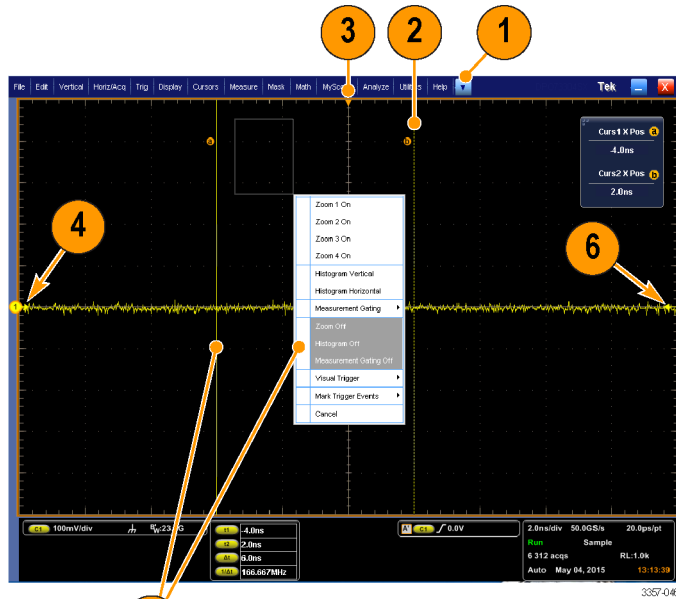 3 2 1
File Edit Vertical Horiz/Acq Trig Display Cursors Measure Mask Math Analyze Help Tek X
a b
Curs1 X Pos a
-4.0ns
Curs2 X Pos b
2.0ns
4
6
1
Zoom 1 On
Zoom 2 On
Zoom 3 On
Zoom 4 On
Histogram Vertical
Histogram Horizontal
Measurement Gating
Zoom Off
Histogram Off
Measurement Gating Off
Visual Trigger
Mark Trigger Events
Cancel
C1 100mV/div
t1 -4.0ns
t2 2.0ns
Δt 6.0ns
1/Δt 166.667MHz
A' C1 0.0V
2.0ns/div 50.0GS/s 20.0ps/pt
Run Sample
6 312 acqs RL:1.0k
Auto May 04, 2015 13:13:39